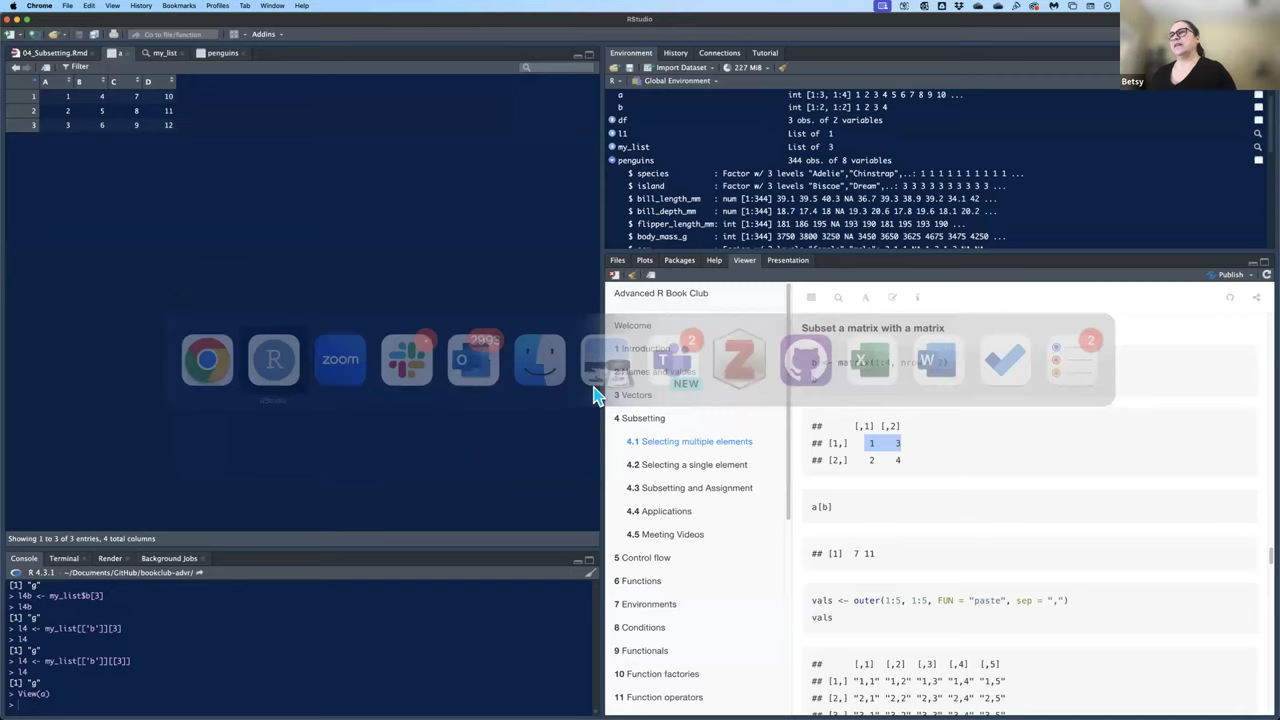 Chrome File Edit View History Bookmarks Profiles Tab Window Help
RStudio
Go to file/function
Addins
04_Subsetting.Rmd a my_list penguins
Filter
A B C D
1 1 4 7 10
2 2 5 8 11
3 3 6 9 12
Showing 1 to 3 of 3 entries, 4 total columns
Console Terminal Render Background Jobs
R 4.3.1 · ~/Documents/GitHub/bookclub-advr/
[1] "g"
> l4b <- my_list$b[3]
> l4b
[1] "g"
> l4 <- my_list[['b']][3]
> l4
[1] "g"
> l4 <- my_list[['b']][[3]]
> l4
[1] "g"
> View(a)
>
Environment History Connections Tutorial
Import Dataset 227 MiB
R Global Environment
a int [1:3, 1:4] 1 2 3 4 5 6 7 8 9 10 ...
b int [1:2, 1:2] 1 2 3 4
df 3 obs. of 2 variables
l1 List of 1
my_list List of 3
penguins 344 obs. of 8 variables
$ species : Factor w/ 3 levels "Adelie","Chinstrap",..: 1 1 1 1 1 1 1 1 1 1 ...
$ island : Factor w/ 3 levels "Biscoe","Dream",..: 3 3 3 3 3 3 3 3 3 3 ...
$ bill_length_mm : num [1:344] 39.1 39.5 40.3 NA 36.7 39.3 38.9 39.2 34.1 42 ...
$ bill_depth_mm : num [1:344] 18.7 17.4 18 NA 19.3 20.6 17.8 19.6 18.1 20.2 ...
$ flipper_length_mm: int [1:344] 181 186 195 NA 193 190 181 195 193 190 ...
$ body_mass_g : int [1:344] 3750 3800 3250 NA 3450 3650 3625 4675 3475 4250 ...
Betsy
Files Plots Packages Help Viewer Presentation
Publish
Advanced R Book Club
Welcome
1 Introduction
2 Names and values
3 Vectors
4 Subsetting
4.1 Selecting multiple elements
4.2 Selecting a single element
4.3 Subsetting and Assignment
4.4 Applications
4.5 Meeting Videos
5 Control flow
6 Functions
7 Environments
8 Conditions
9 Functionals
10 Function factories
11 Function operators
Subset a matrix with a matrix
b <- matrix(1:4, nrow
## [,1] [,2]
## [1,] 1 3
## [2,] 2 4
a[b]
## [1] 7 11
vals <- outer(1:5, 1:5, FUN = "paste", sep = ",")
vals
## [,1] [,2] [,3] [,4] [,5]
## [1,] "1,1" "1,2" "1,3" "1,4" "1,5"
## [2,] "2,1" "2,2" "2,3" "2,4" "2,5"
R
zoom
2
NEW
Z
X
W
2